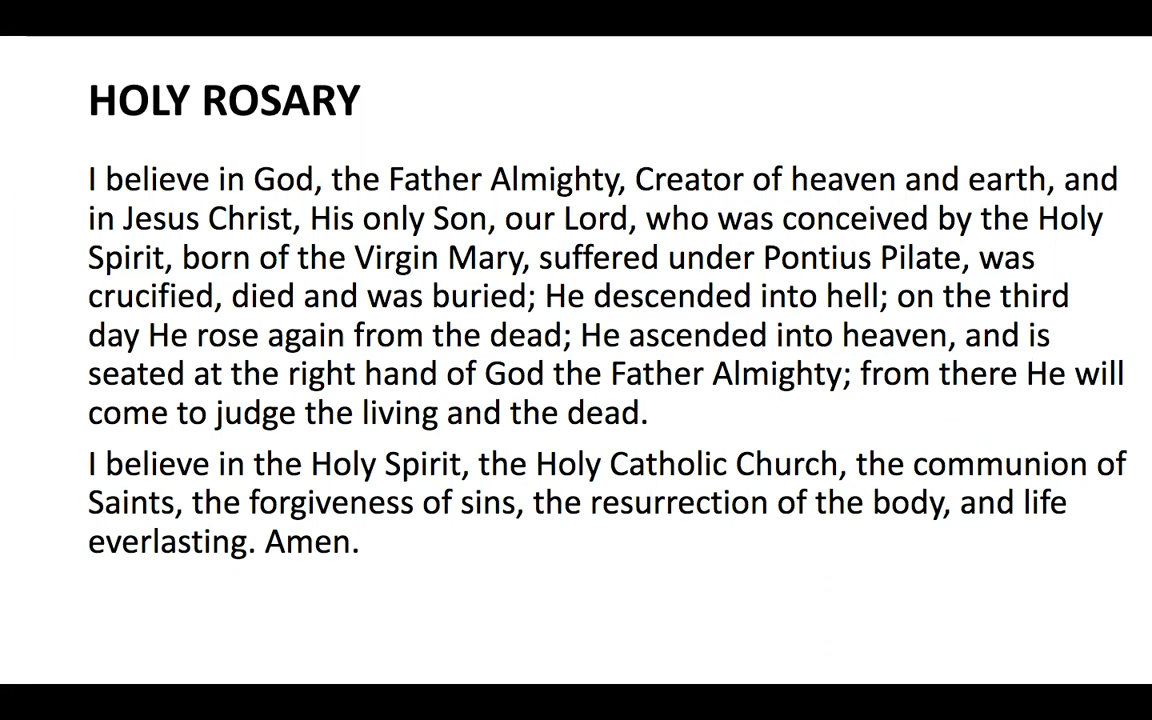 HOLY ROSARY
I believe in God, the Father Almighty, Creator of heaven and earth, and
in Jesus Christ, His only Son, our Lord, who was conceived by the Holy
Spirit, born of the Virgin Mary, suffered under Pontius Pilate, was
crucified, died and was buried; He descended into hell; on the third
day He rose again from the dead; He ascended into heaven, and is
seated at the right hand of God the Father Almighty; from there He will
come to judge the living and the dead.
I believe in the Holy Spirit, the Holy Catholic Church, the communion of
Saints, the forgiveness of sins, the resurrection of the body, and life
everlasting. Amen.